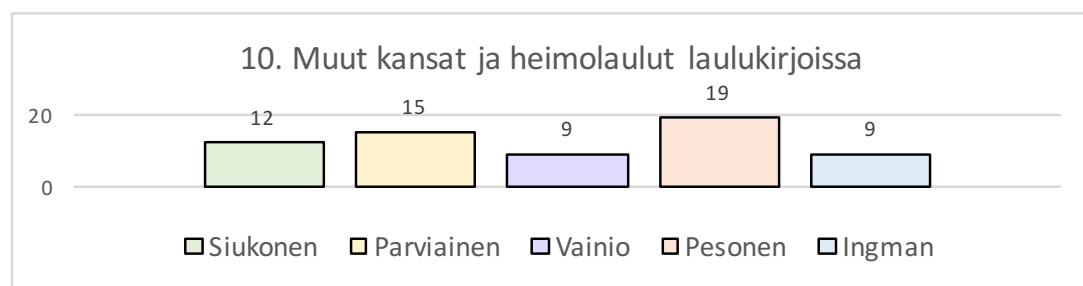 10. Muut kansat ja heimolaulut laulukirjoissa
20
0
12
15
9
19
9
Siukonen
Parviainen
Vainio
Pesonen
Ingman